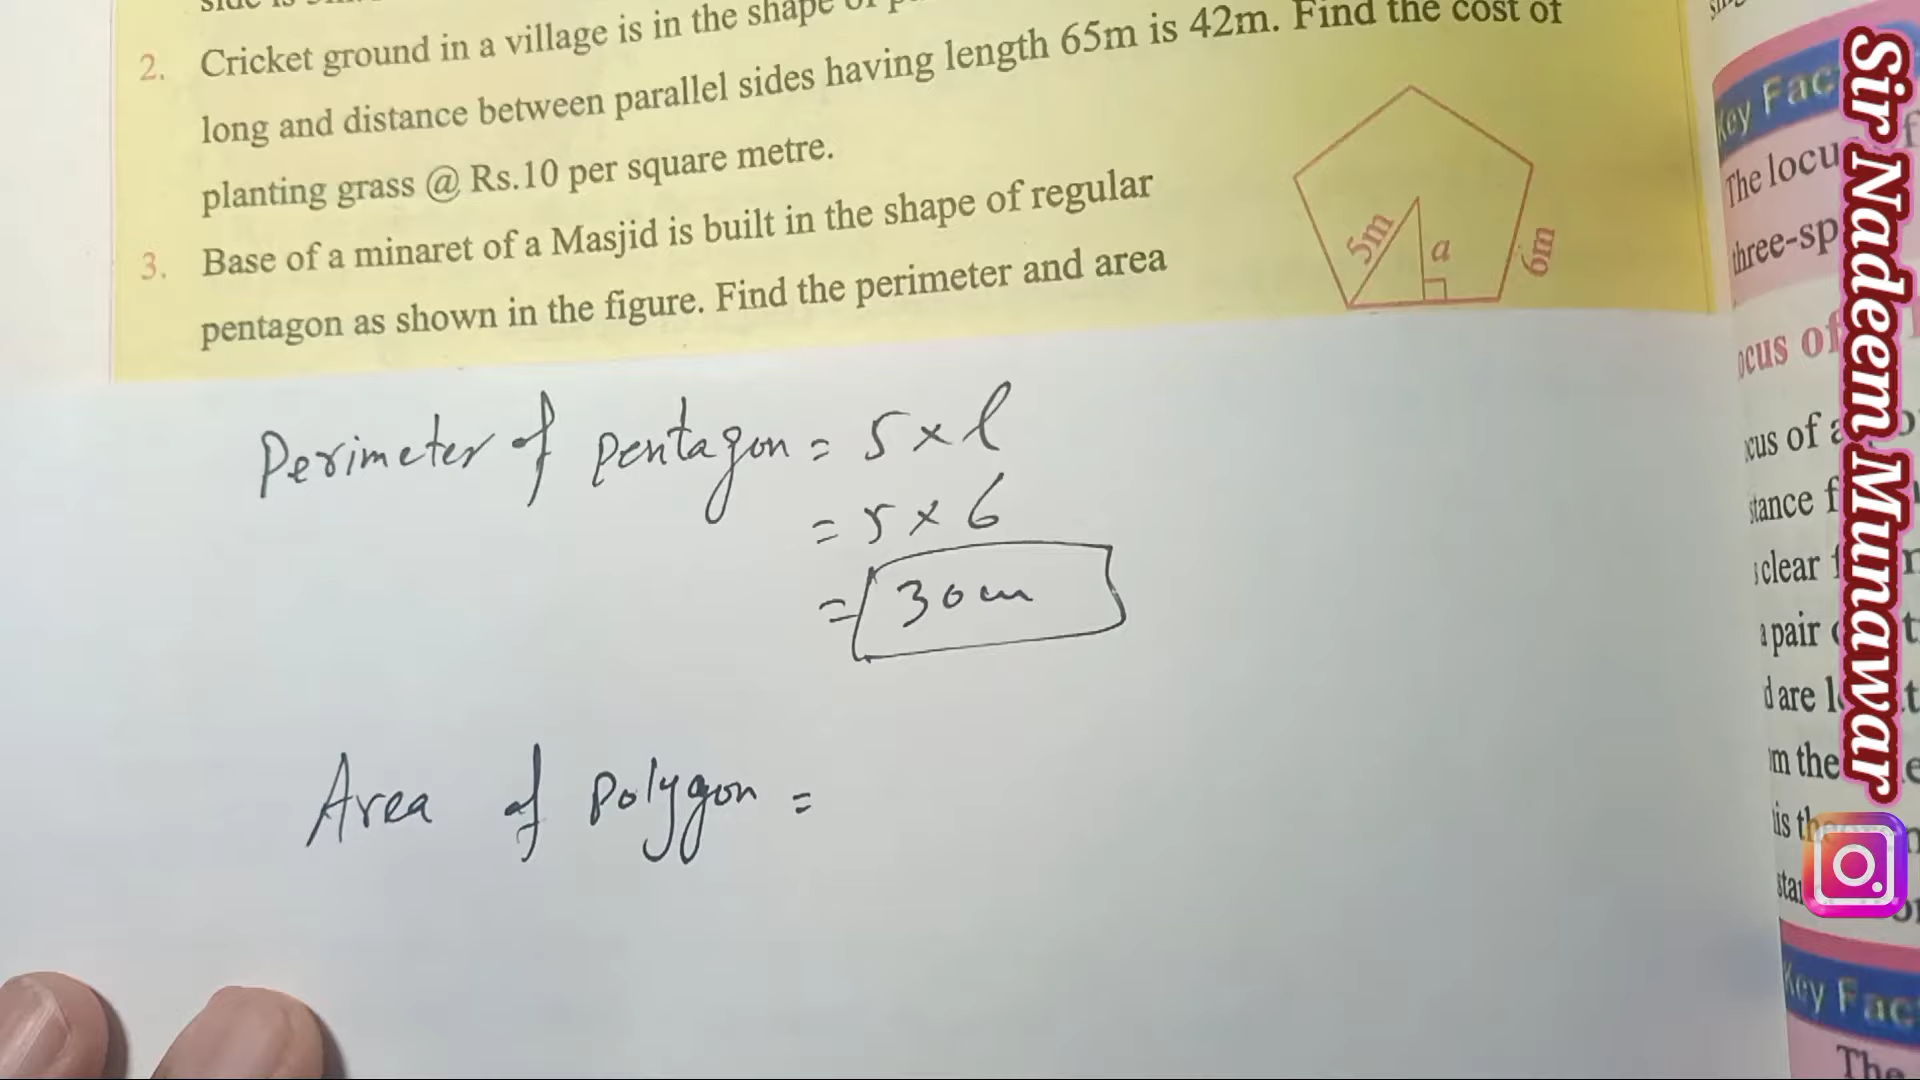 2. Cricket ground in a village is in the shape of
long and distance between parallel sides having length 65m is 42m. Find the cost of
planting grass @ Rs.10 per square metre.
3. Base of a minaret of a Masjid is built in the shape of regular
pentagon as shown in the figure. Find the perimeter and area
5m
a
6m
Perimeter of pentagon = 5 × l
= 5 × 6
= 30m
Area of polygon =
Key Fac
The locu
three-sp
ocus of
cus of a
stance f
s clear
a pair
d are l
m the
is th
Key Fac
The
Sir Nadeem Munawar